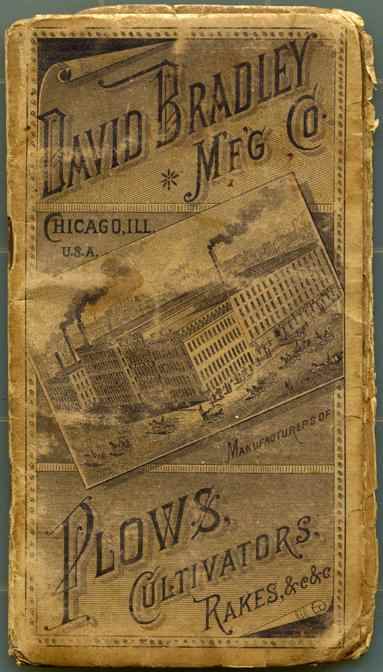 DAVID BRADLEY
M'F'G CO.
CHICAGO, ILL.
U.S.A.
MANUFACTURERS OF
PLOWS,
CULTIVATORS,
RAKES, &c&c